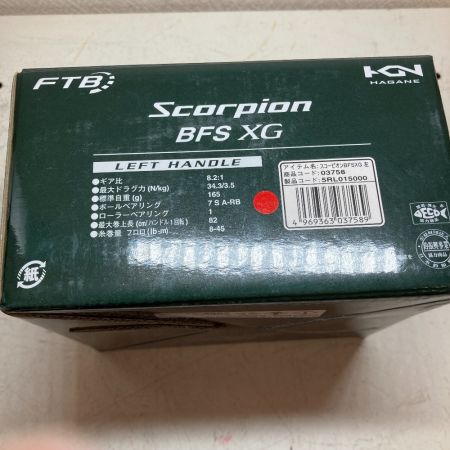 FTB
HAGANE
Scorpion
BFS XG
LEFT HANDLE
●ギア比 8.2:1
●最大ドラグ力 (N/kg) 34.3/3.5
●標準自重 (g) 165
●ボールベアリング 7 S A-RB
●ローラーベアリング 1
●最大巻上長 (cm/ハンドル1回転) 82
●糸巻量 フロロ (lb-m) 8-45
アイテム名: スコーピオンBFSXG 左
商品コード: 03758
製品コード: 5RL015000
4 969363 037589
紙